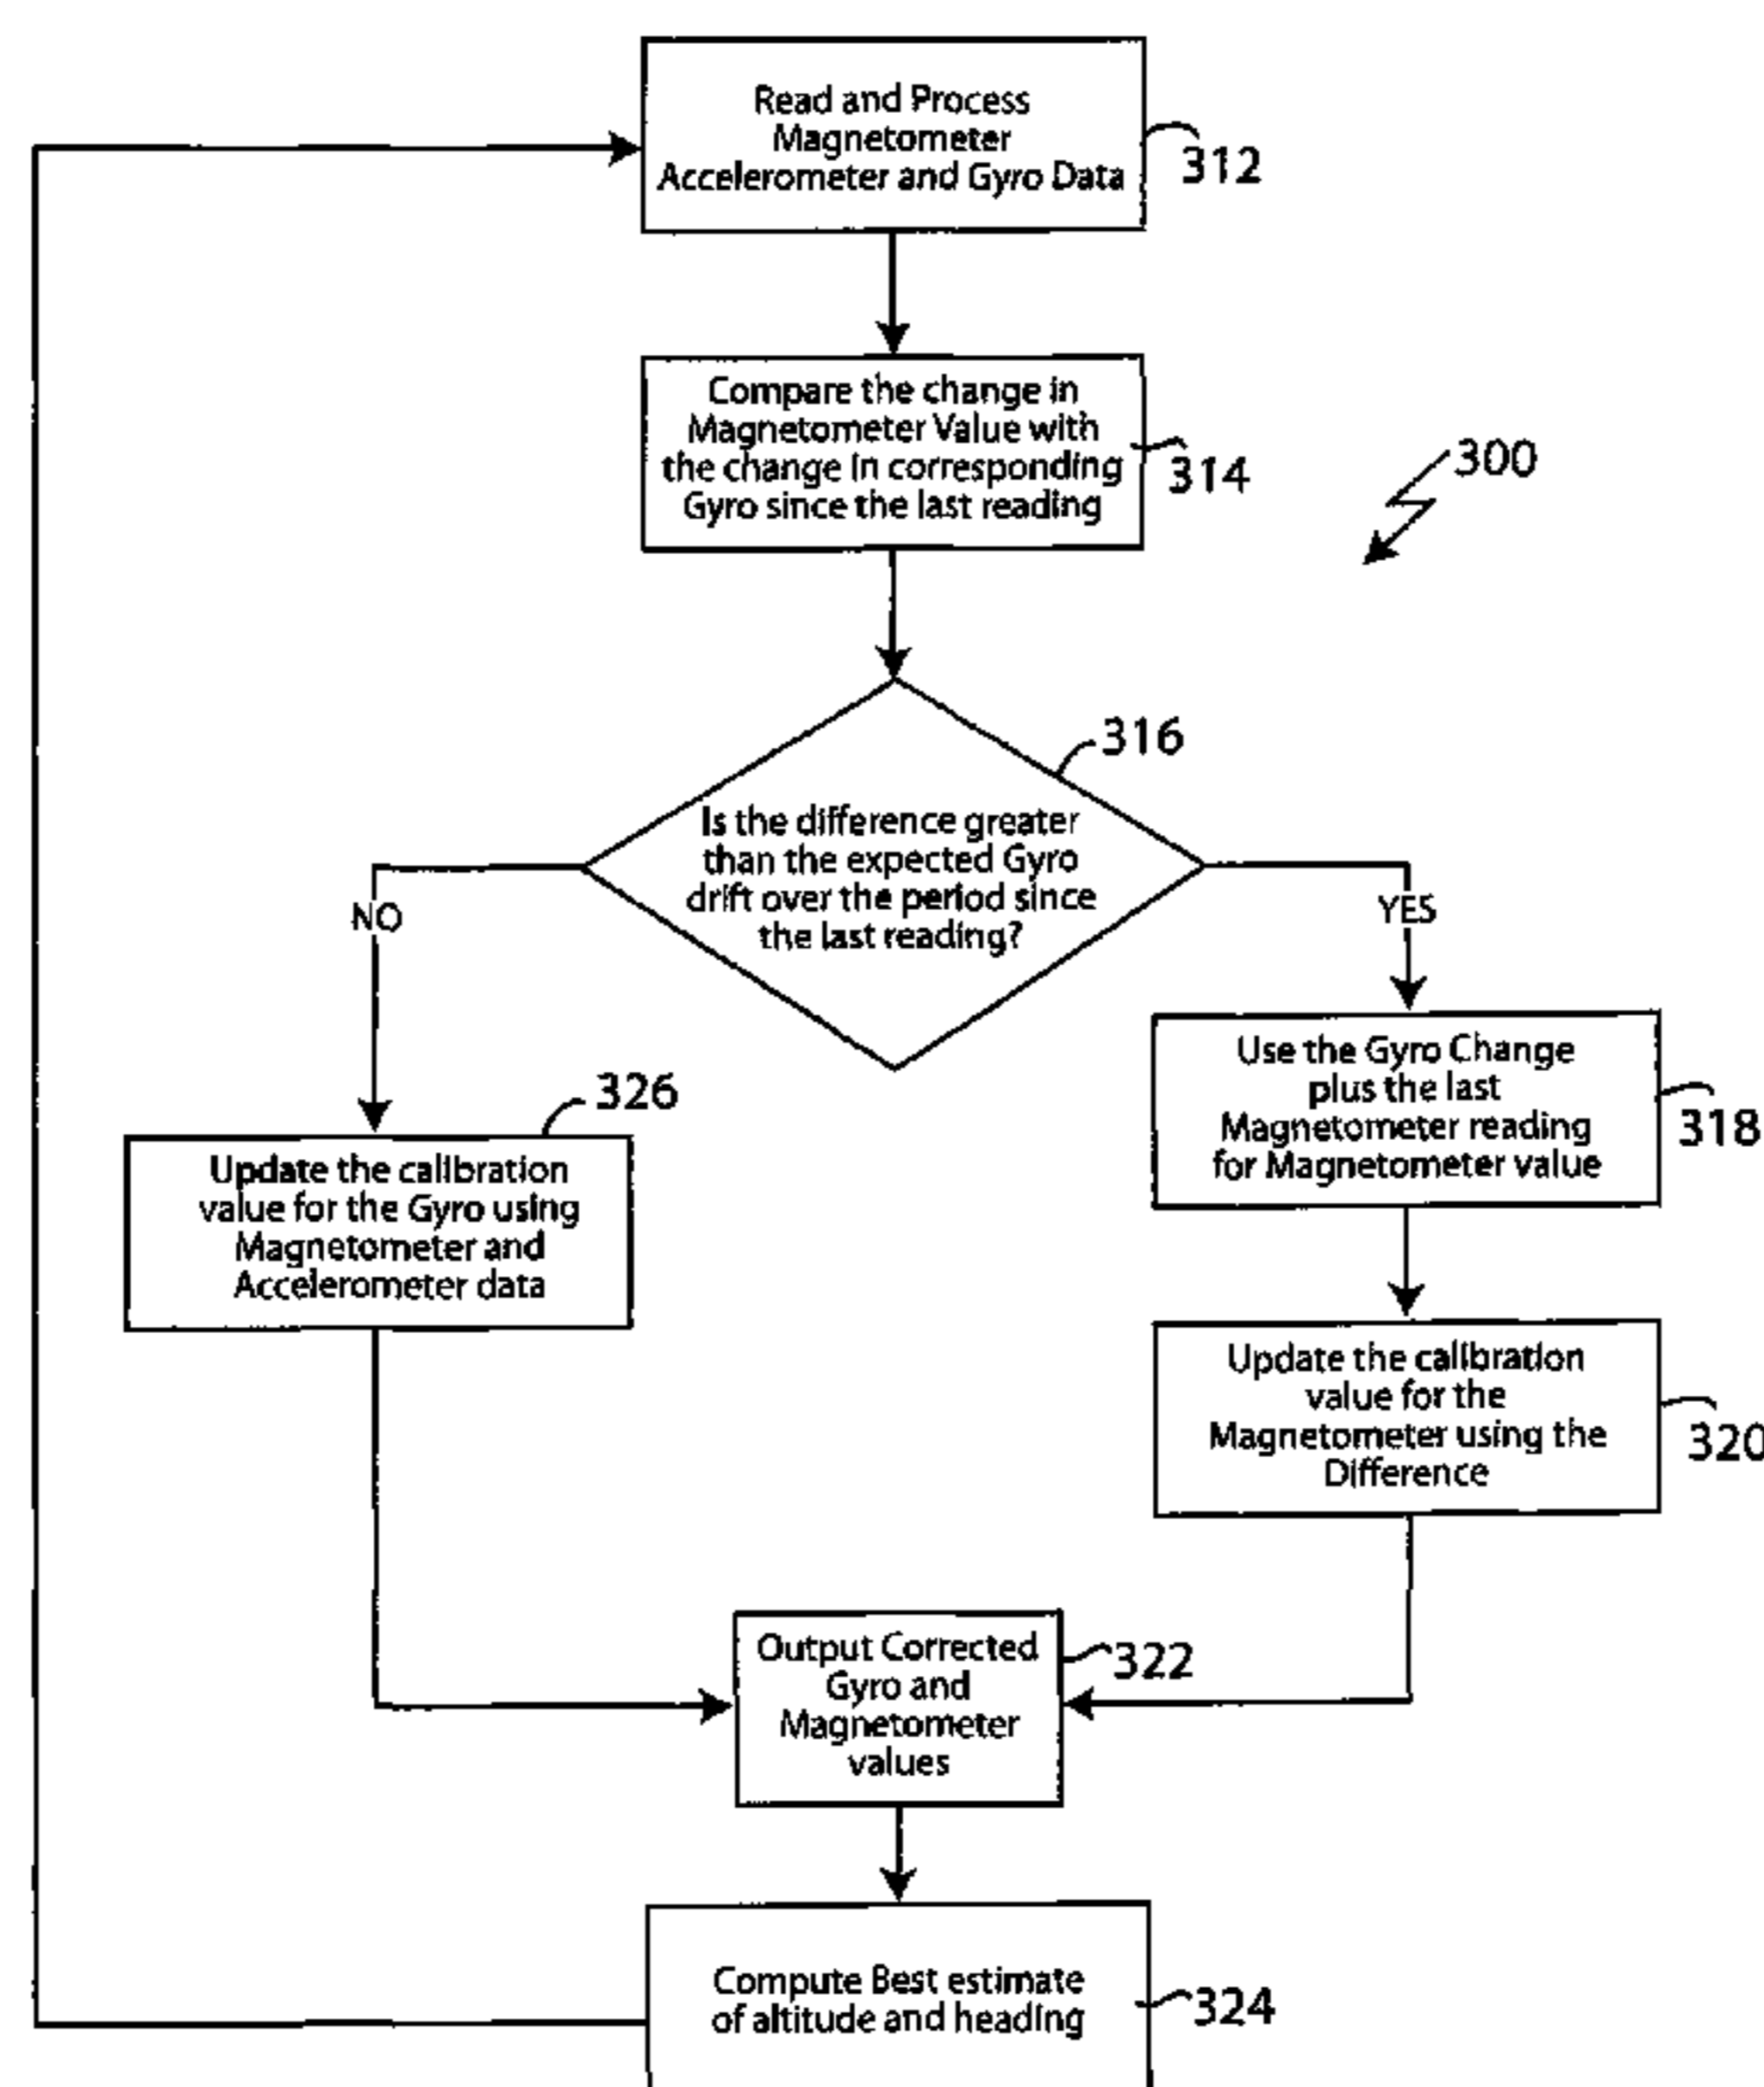 Read and Process
Magnetometer
Accelerometer and Gyro Data
312
Compare the change in
Magnetometer Value with
the change in corresponding
Gyro since the last reading
314
300
316
Is the difference greater
than the expected Gyro
drift over the period since
the last reading?
NO
YES
Use the Gyro Change
plus the last
Magnetometer reading
for Magnetometer value
318
326
Update the calibration
value for the Gyro using
Magnetometer and
Accelerometer data
Update the calibration
value for the
Magnetometer using the
Difference
320
Output Corrected
Gyro and
Magnetometer
values
322
Compute Best estimate
of altitude and heading
324